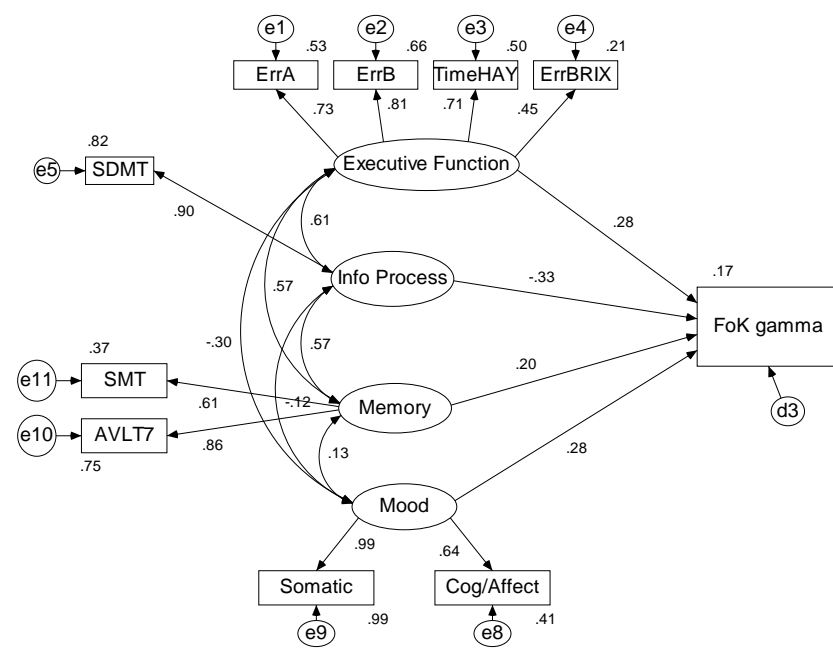 e1 e2 e3 e4
.53 .66 .50 .21
ErrA ErrB TimeHAY ErrBRIX
.73 .81 .71 .45
.82
e5 SDMT Executive Function
.90 .61 .28
Info Process -.33 .17
.57 FoK gamma
-.30 .57
.37
e11 SMT .20
.61 -.12 Memory d3
e10 AVLT7
.86 .13 .28
.75
Mood
.99 .64
Somatic Cog/Affect
.99 .41
e9 e8